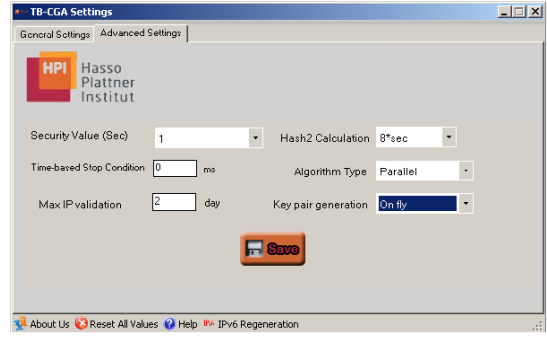 TB-CGA Settings
General Settings Advanced Settings
HPI Hasso
Plattner
Institut
Security Value (Sec) 1 Hash2 Calculation 8*sec
Time-based Stop Condition 0 ms Algorithm Type Parallel
Max IP validation 2 day Key pair generation On fly
Save
About Us Reset All Values Help IPv6 IPv6 Regeneration